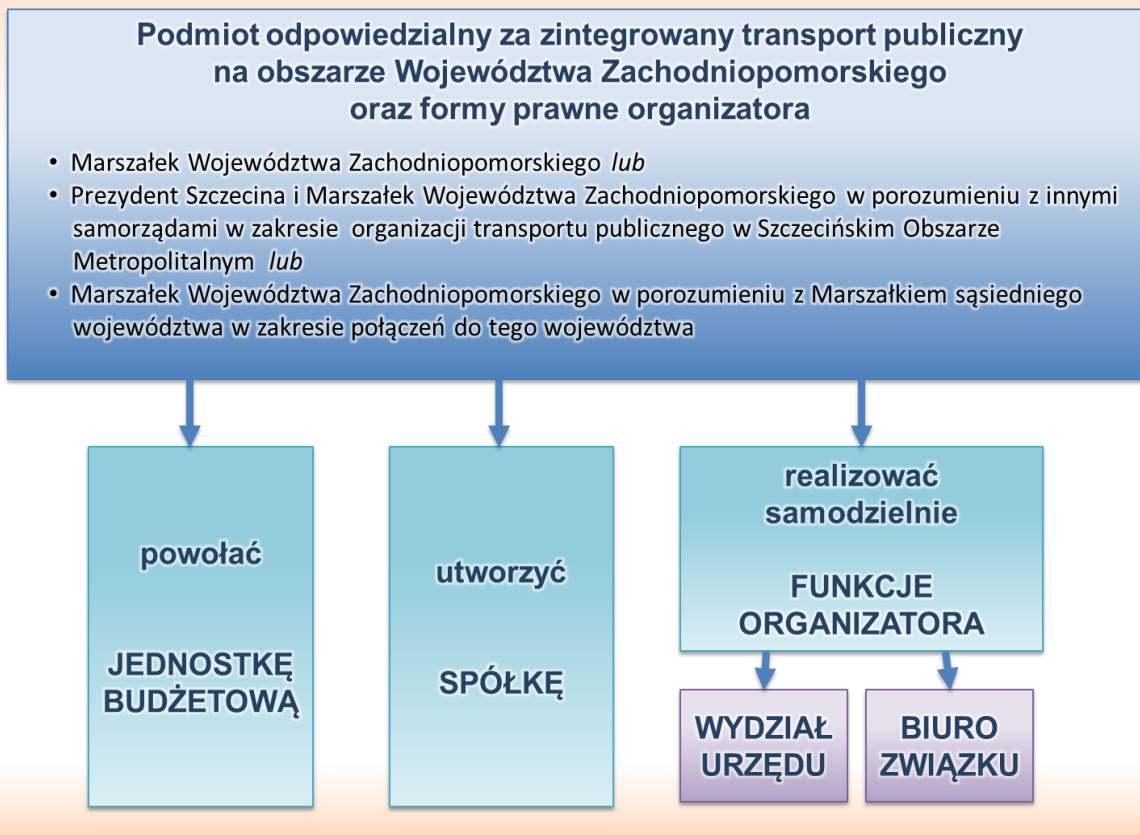 Podmiot odpowiedzialny za zintegrowany transport publiczny
na obszarze Województwa Zachodniopomorskiego
oraz formy prawne organizatora
• Marszałek Województwa Zachodniopomorskiego lub
• Prezydent Szczecina i Marszałek Województwa Zachodniopomorskiego w porozumieniu z innymi
samorządami w zakresie organizacji transportu publicznego w Szczecińskim Obszarze
Metropolitalnym lub
• Marszałek Województwa Zachodniopomorskiego w porozumieniu z Marszałkiem sąsiedniego
województwa w zakresie połączeń do tego województwa
powołać
JEDNOSTKĘ
BUDŻETOWĄ
utworzyć
SPÓŁKĘ
realizować
samodzielnie
FUNKCJE
ORGANIZATORA
WYDZIAŁ
URZĘDU
BIURO
ZWIĄZKU